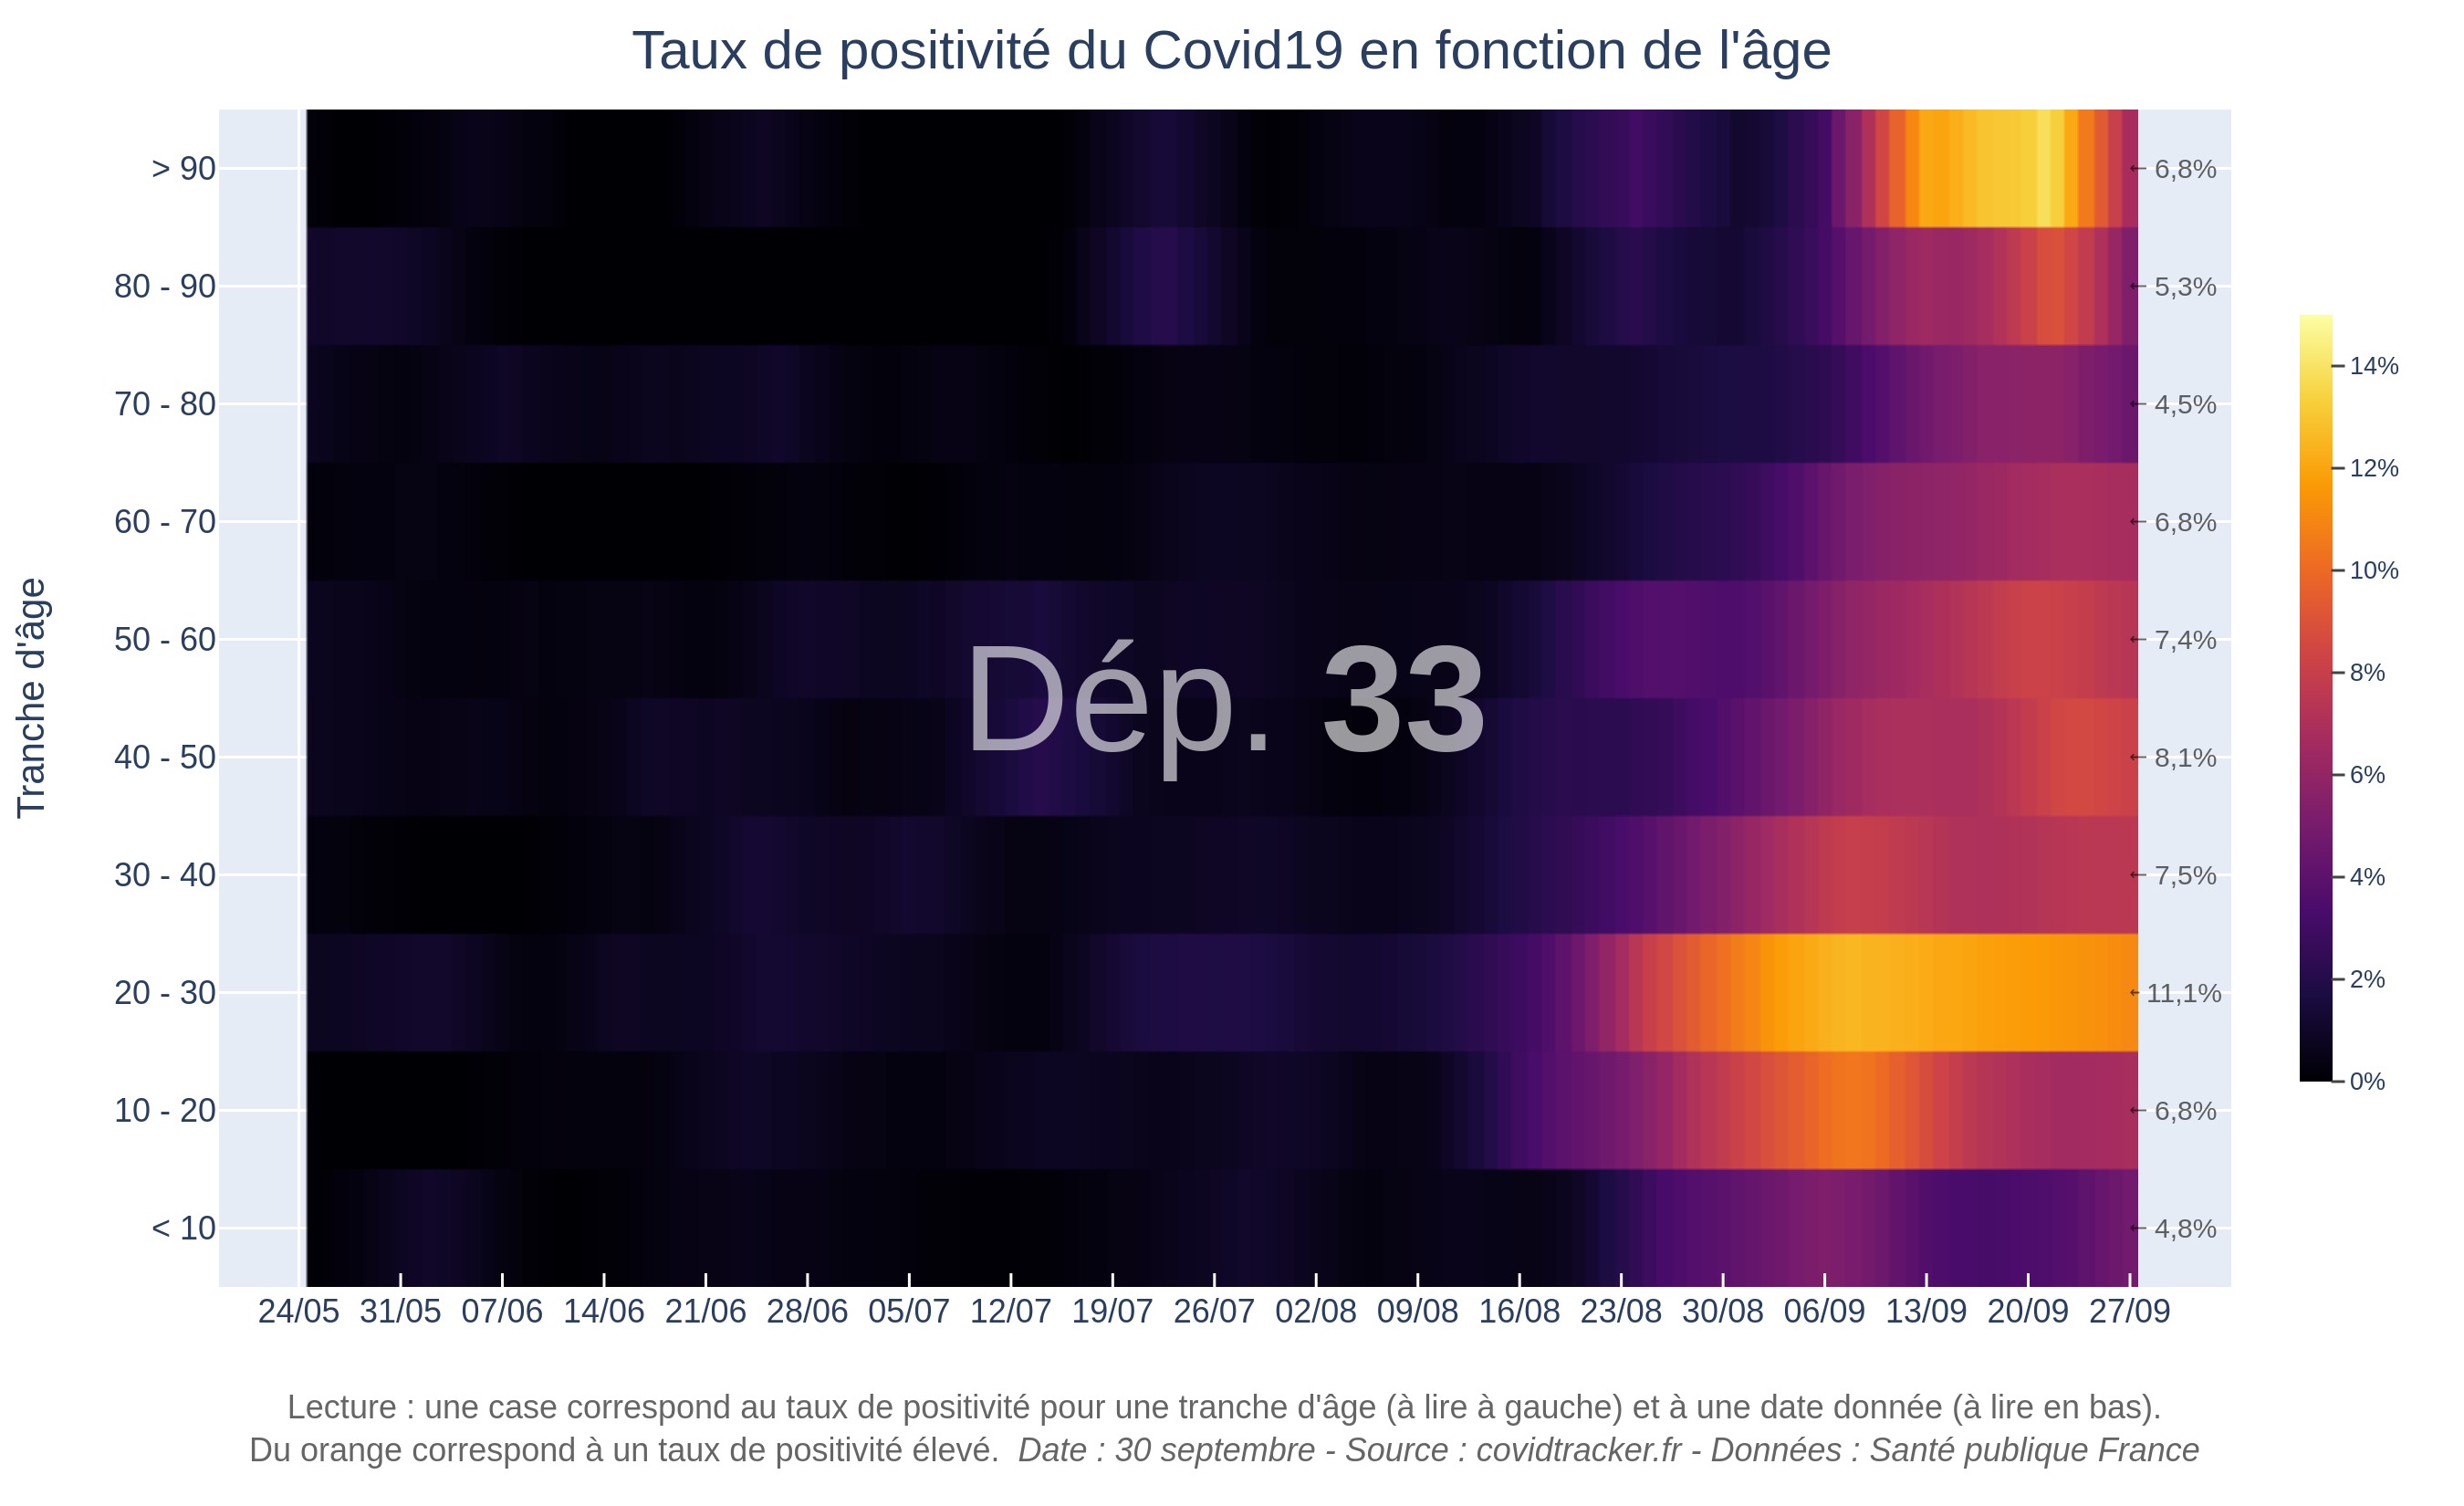 Taux de positivité du Covid19 en fonction de l'âge
Tranche d'âge
> 90
80 - 90
70 - 80
60 - 70
50 - 60
40 - 50
30 - 40
20 - 30
10 - 20
< 10
Dép. 33
← 6,8%
← 5,3%
← 4,5%
← 6,8%
← 7,4%
← 8,1%
← 7,5%
← 11,1%
← 6,8%
← 4,8%
14%
12%
10%
8%
6%
4%
2%
0%
24/05 31/05 07/06 14/06 21/06 28/06 05/07 12/07 19/07 26/07 02/08 09/08 16/08 23/08 30/08 06/09 13/09 20/09 27/09
Lecture : une case correspond au taux de positivité pour une tranche d'âge (à lire à gauche) et à une date donnée (à lire en bas).
Du orange correspond à un taux de positivité élevé. Date : 30 septembre - Source : covidtracker.fr - Données : Santé publique France